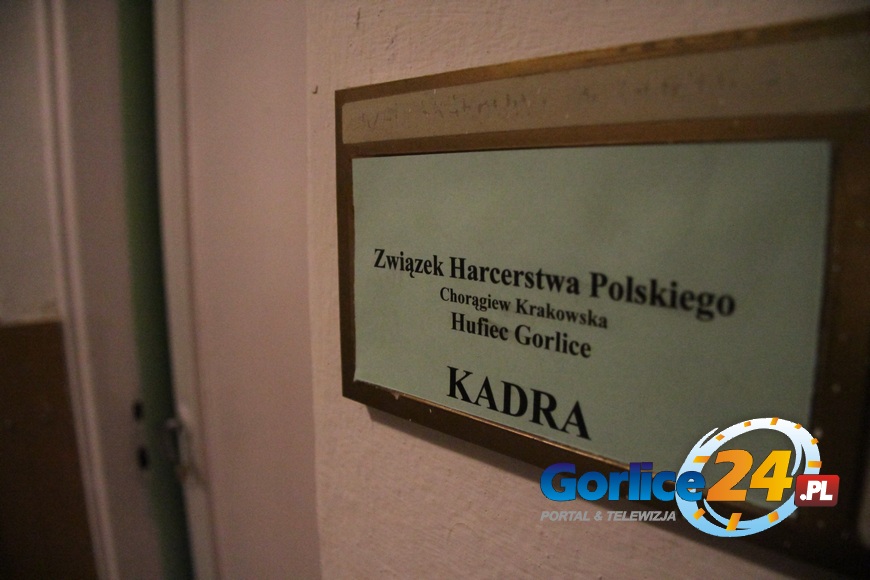 Związek Harcerstwa Polskiego
Chorągiew Krakowska
Hufiec Gorlice
KADRA
Gorlice24.PL
PORTAL & TELEWIZJA